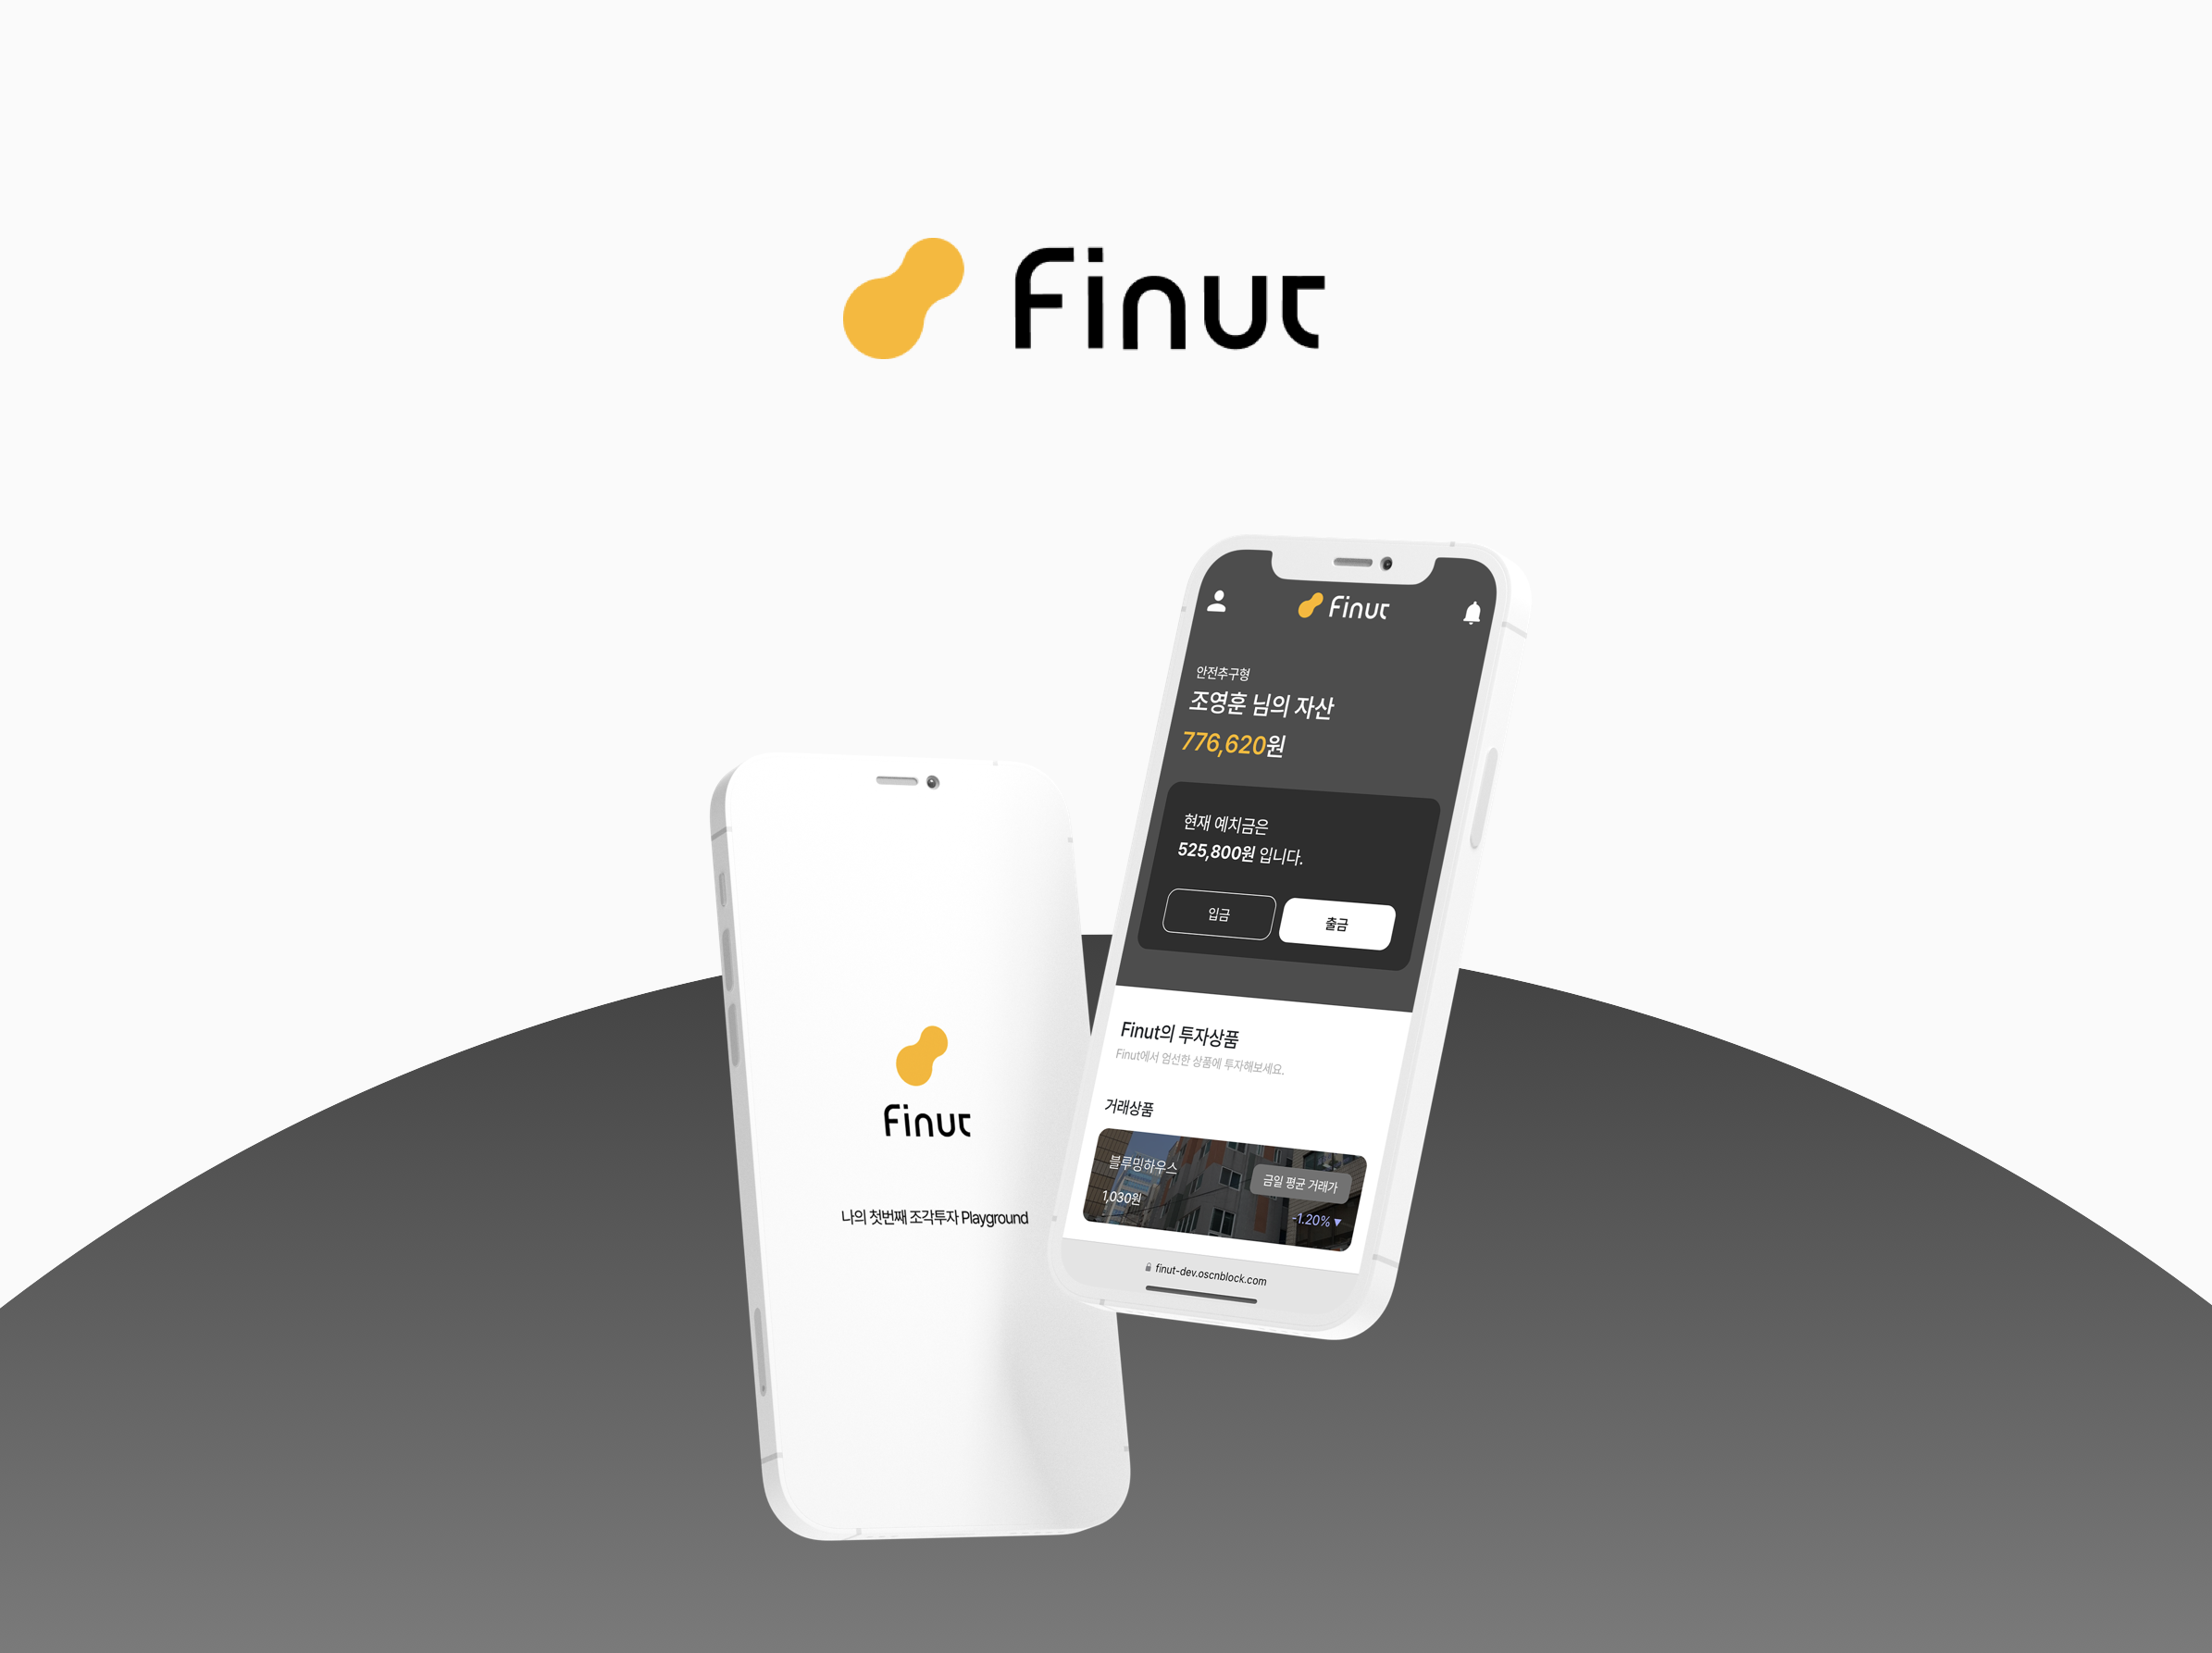 Finut
Finut
안전추구형
조영훈 님의 자산
776,620원
현재 예치금은
525,800원 입니다.
입금
출금
Finut의 투자상품
Finut에서 엄선한 상품에 투자해보세요.
거래상품
블루밍하우스
금일 평균 거래가
1,030원
-1.20% ▼
finut-dev.oscnblock.com
Finut
나의 첫번째 조각투자 Playground